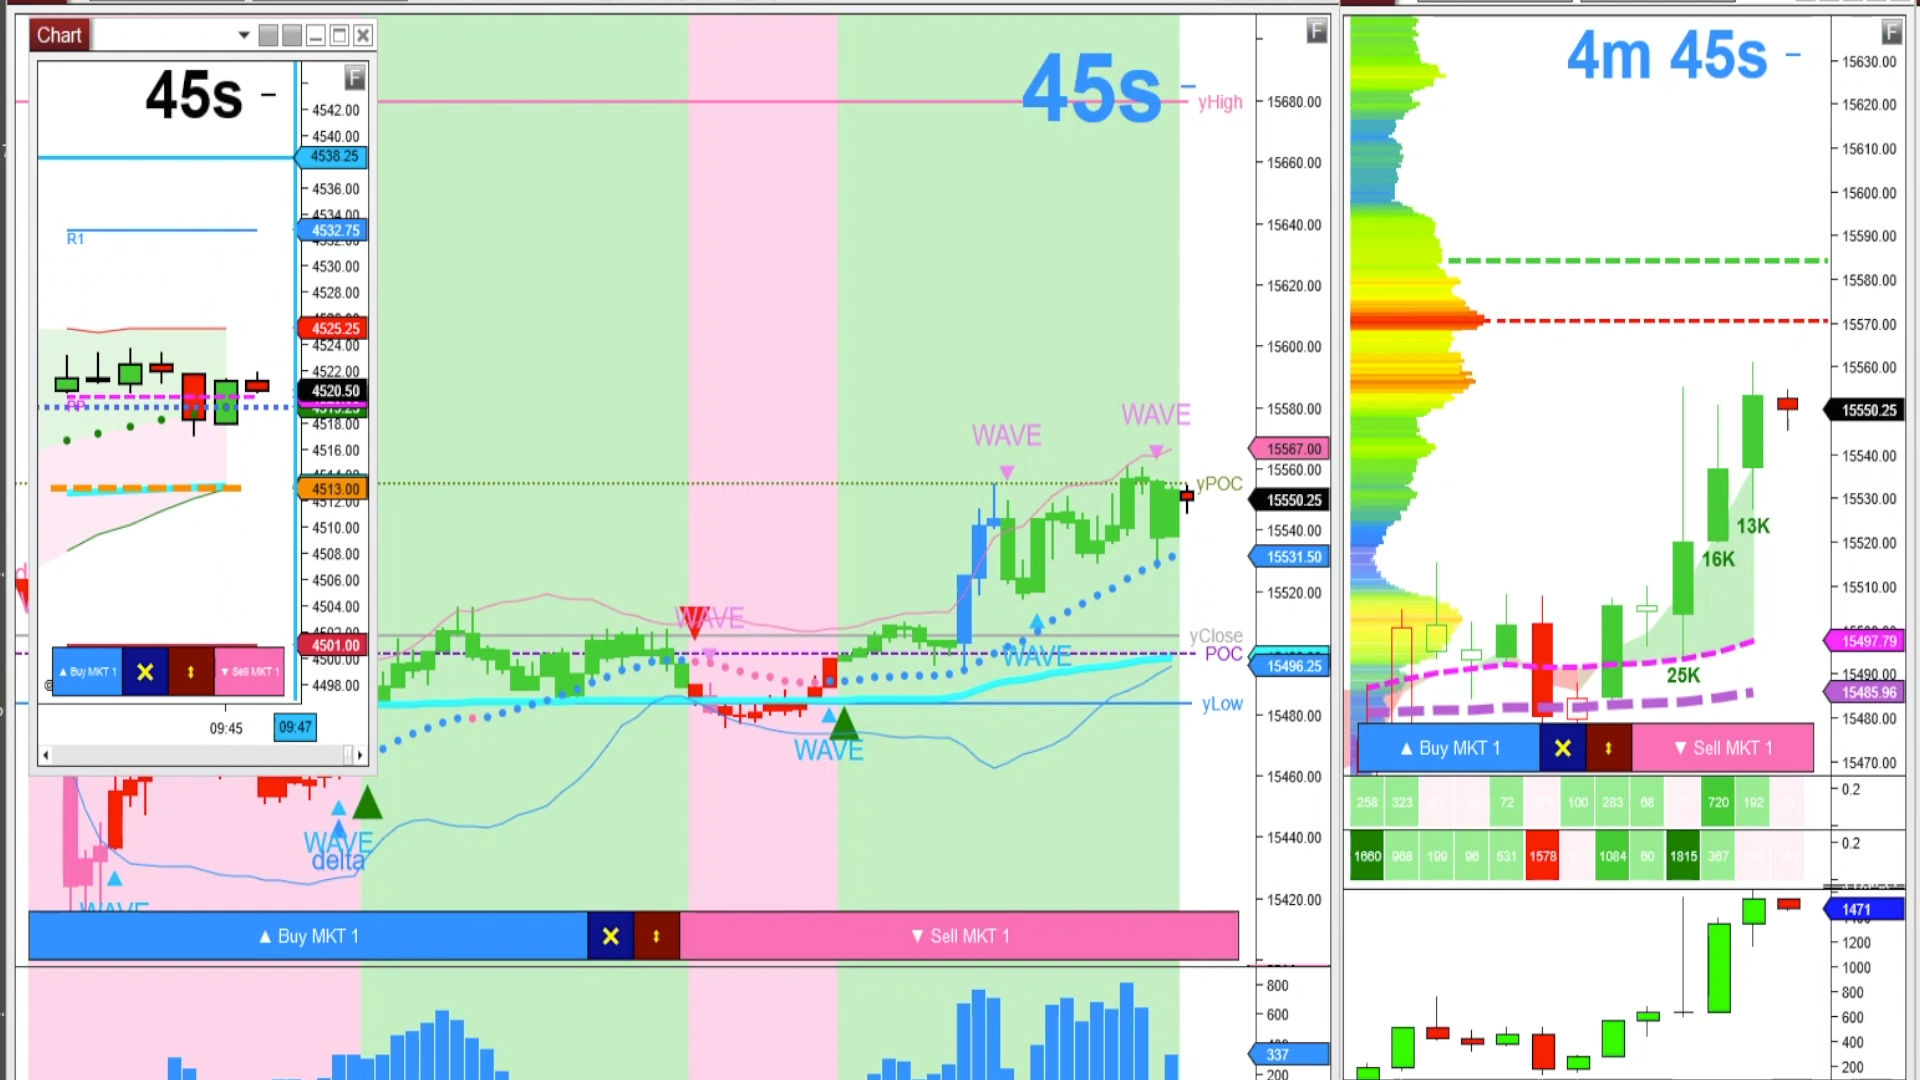 Chart
45s
F
4542.00
4540.00
4538.25
4536.00
4534.00
R1
4532.75
4530.00
4528.00
4525.25
4524.00
4522.00
4520.50
PP
4518.00
4516.00
4513.00
4512.00
4510.00
4508.00
4506.00
4504.00
4501.00
4500.00
4498.00
▲ Buy MKT 1
X
▼ Sell MKT 1
09:45
09:47
45s
F
yHigh
yPOC
yClose
POC
yLow
WAVE
WAVE
WAVE
WAVE
WAVE
WAVE
delta
WAVE
15680.00
15660.00
15640.00
15620.00
15600.00
15580.00
15567.00
15560.00
15550.25
15540.00
15531.50
15520.00
15496.25
15480.00
15460.00
15440.00
15420.00
▲ Buy MKT 1
X
▼ Sell MKT 1
800
600
337
200
4m 45s
F
15630.00
15620.00
15610.00
15600.00
15590.00
15580.00
15570.00
15560.00
15550.25
15540.00
15530.00
15520.00
15510.00
15497.79
15490.00
15485.96
15480.00
15470.00
13K
16K
25K
▲ Buy MKT 1
X
▼ Sell MKT 1
258 323 72 100 283 68 720 192
0.2
1660 968 199 96 531 1578 1084 60 1815 367
0.2
1471
1200
1000
800
600
400
200